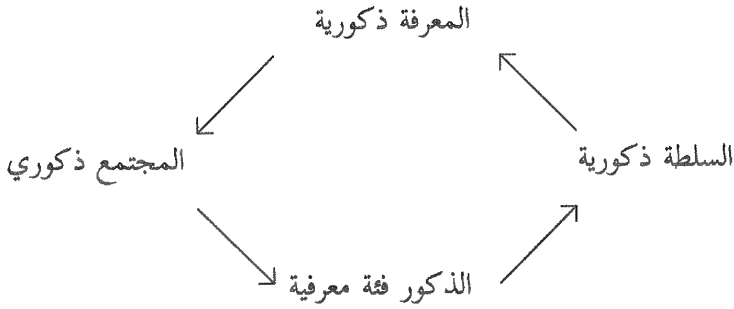 المعرفة ذكورية
السلطة ذكورية
المجتمع ذكوري
الذكور فئة معرفية